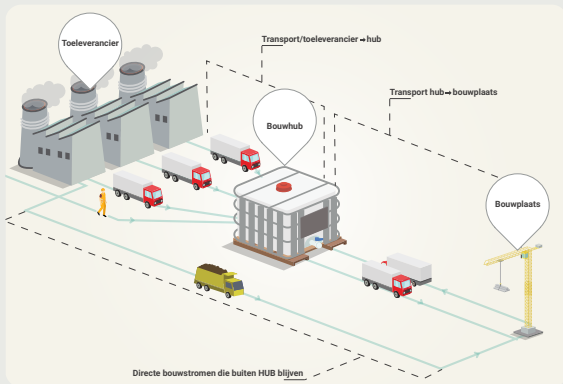 Toeleverancier
Transport/toeleverancier➞hub
Transport hub➞bouwplaats
Bouwhub
Bouwplaats
Directe bouwstromen die buiten HUB blijven